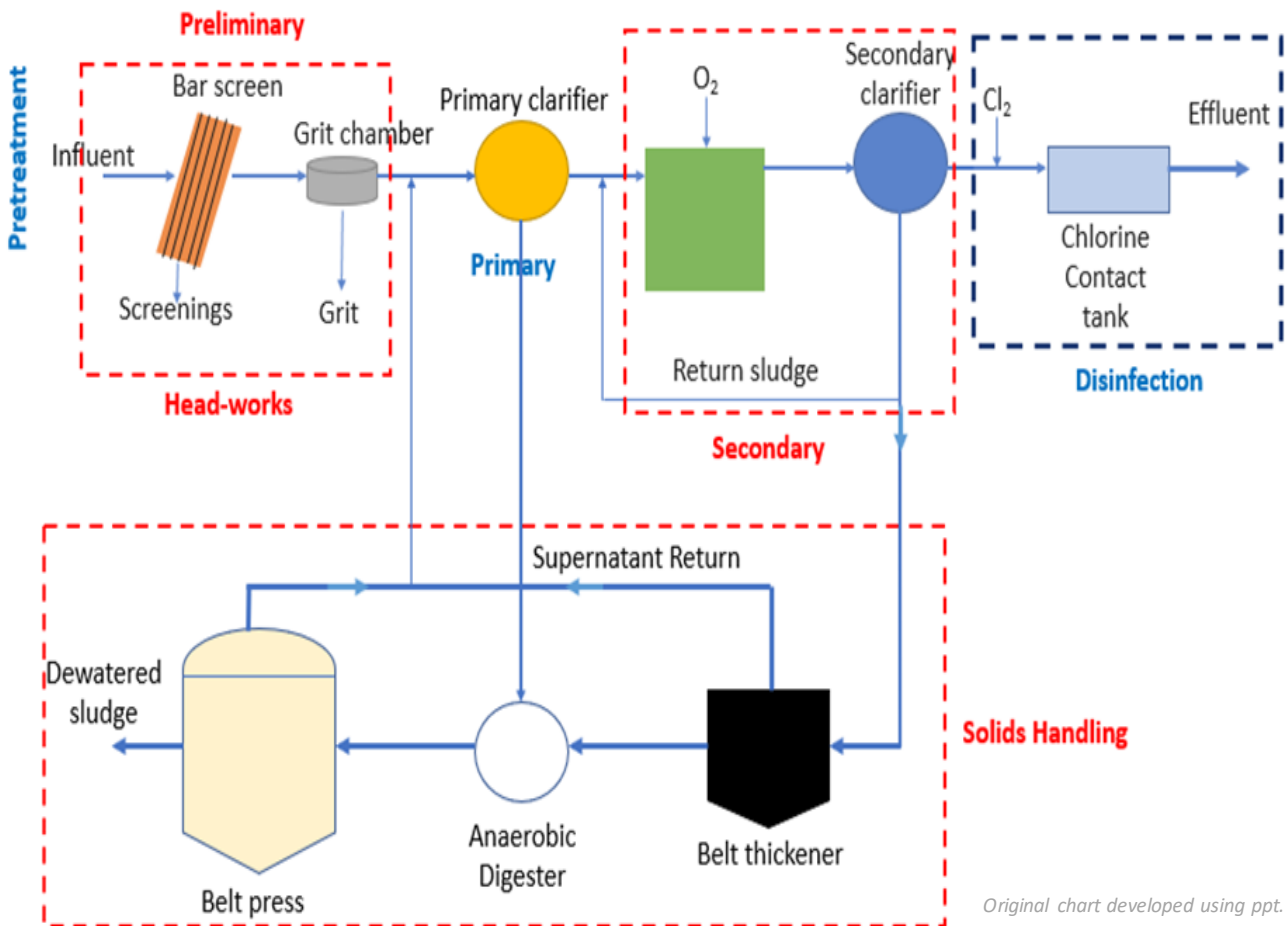 Preliminary
Pretreatment
Bar screen
Influent
Grit chamber
Screenings
Grit
Head-works
Primary clarifier
Primary
O2
Secondary
clarifier
Return sludge
Secondary
Cl2
Effluent
Chlorine
Contact
tank
Disinfection
Supernatant Return
Dewatered
sludge
Belt press
Anaerobic
Digester
Belt thickener
Solids Handling
Original chart developed using ppt.